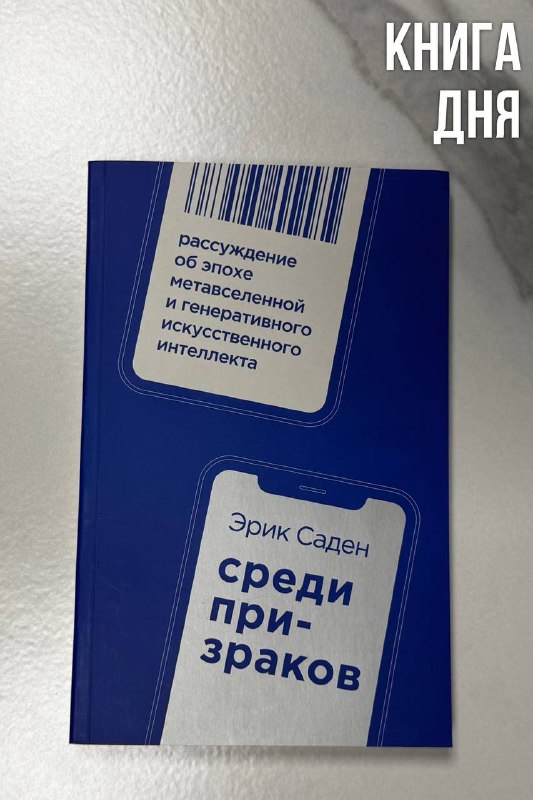 КНИГА
ДНЯ
рассуждение
об эпохе
метавселенной
и генеративного
искусственного
интеллекта
Эрик Саден
среди
при-
зраков